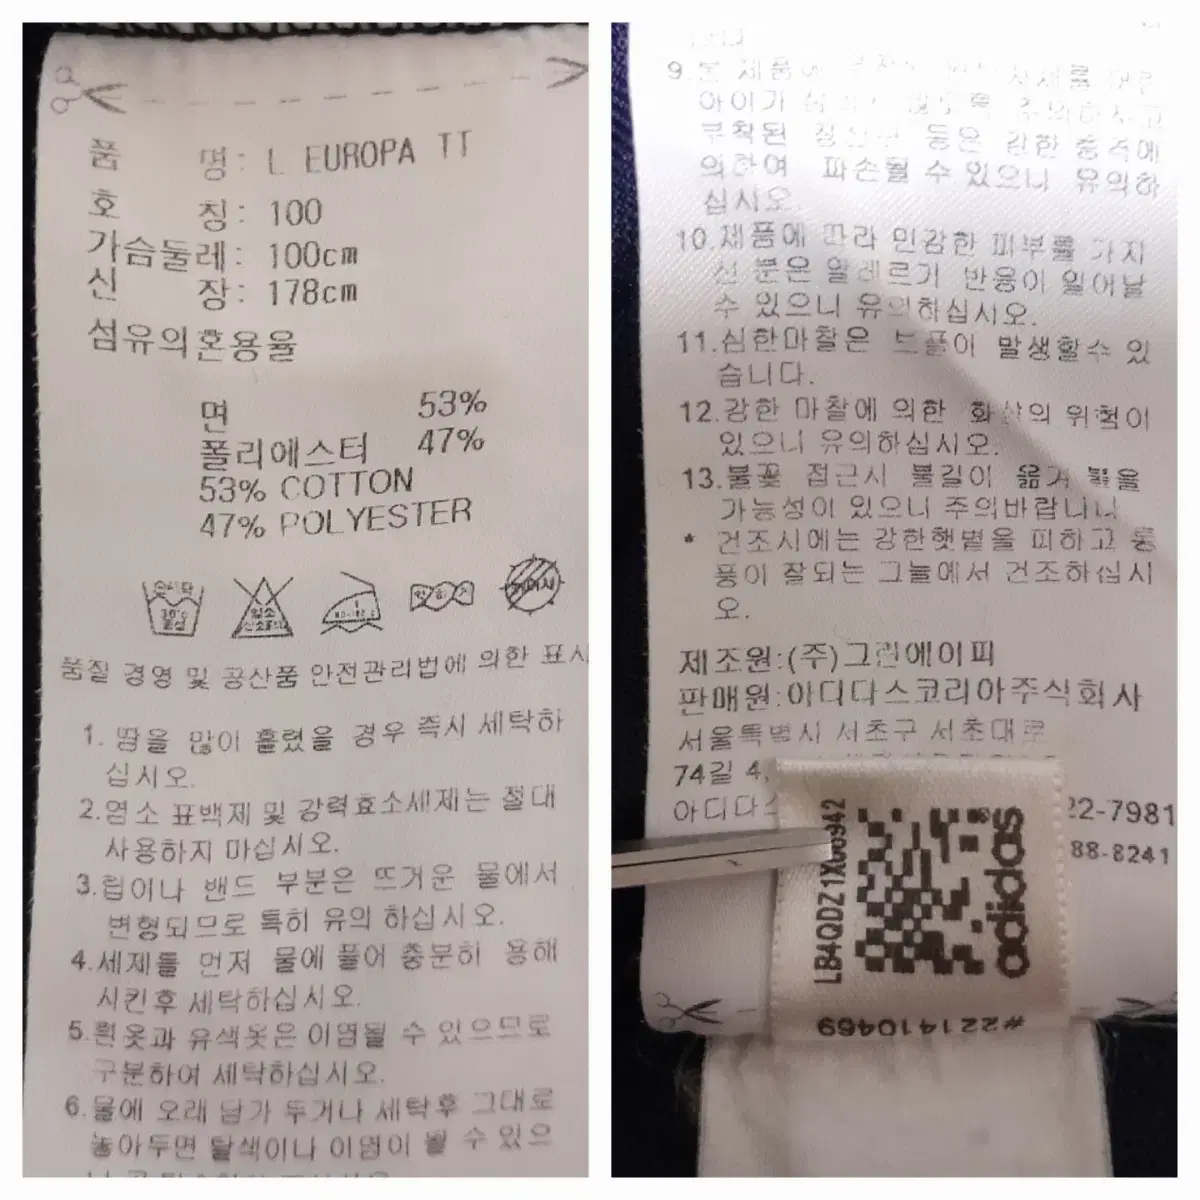 품 명: L EUROPA TT
호 칭: 100
가슴둘레: 100cm
신 장: 178cm
섬유의혼용율
면 53%
폴리에스터 47%
53% COTTON
47% POLYESTER
품질 경영 및 공산품 안전관리법에 의한 표시
1. 땀을 많이 흘렸을 경우 즉시 세탁하
십시오.
2.염소 표백제 및 강력효소세제는 절대
사용하지 마십시오.
3.립이나 밴드 부분은 뜨거운 물에서
변형되므로 특히 유의 하십시오.
4.세제를 먼저 물에 풀어 충분히 용해
시킨후 세탁하십시오.
5.흰옷과 유색옷은 이염될 수 있으므로
구분하여 세탁하십시오.
6.물에 오래 담가 두거나 세탁후 그대로
놓아두면 탈색이나 이염이 될 수 있으
9.본 제품에
아이가 주의하시고
부착된 등은 강한 충격에
의하여 파손될 수 있으니 유의하
십시오.
10.제품에 따라 민감한 피부를 가지
신 분은 알레르기 반응이 일어날
수 있으니 유의하십시오.
11.심한마찰은 보풀이 발생할수 있
습니다.
12.강한 마찰에 의한 화상의 위험이
있으니 유의하십시오.
13.불꽃 접근시 불길이 옮겨 붙을
가능성이 있으니 주의바랍니다
* 건조시에는 강한햇볕을 피하고 통
풍이 잘되는 그늘에서 건조하십시
오.
제조원:(주)그린에이피
판매원:아디다스코리아주식회사
서울특별시 서초구 서초대로
74길 4,
아디다스 22-7981
88-8241
adidas
#221410469